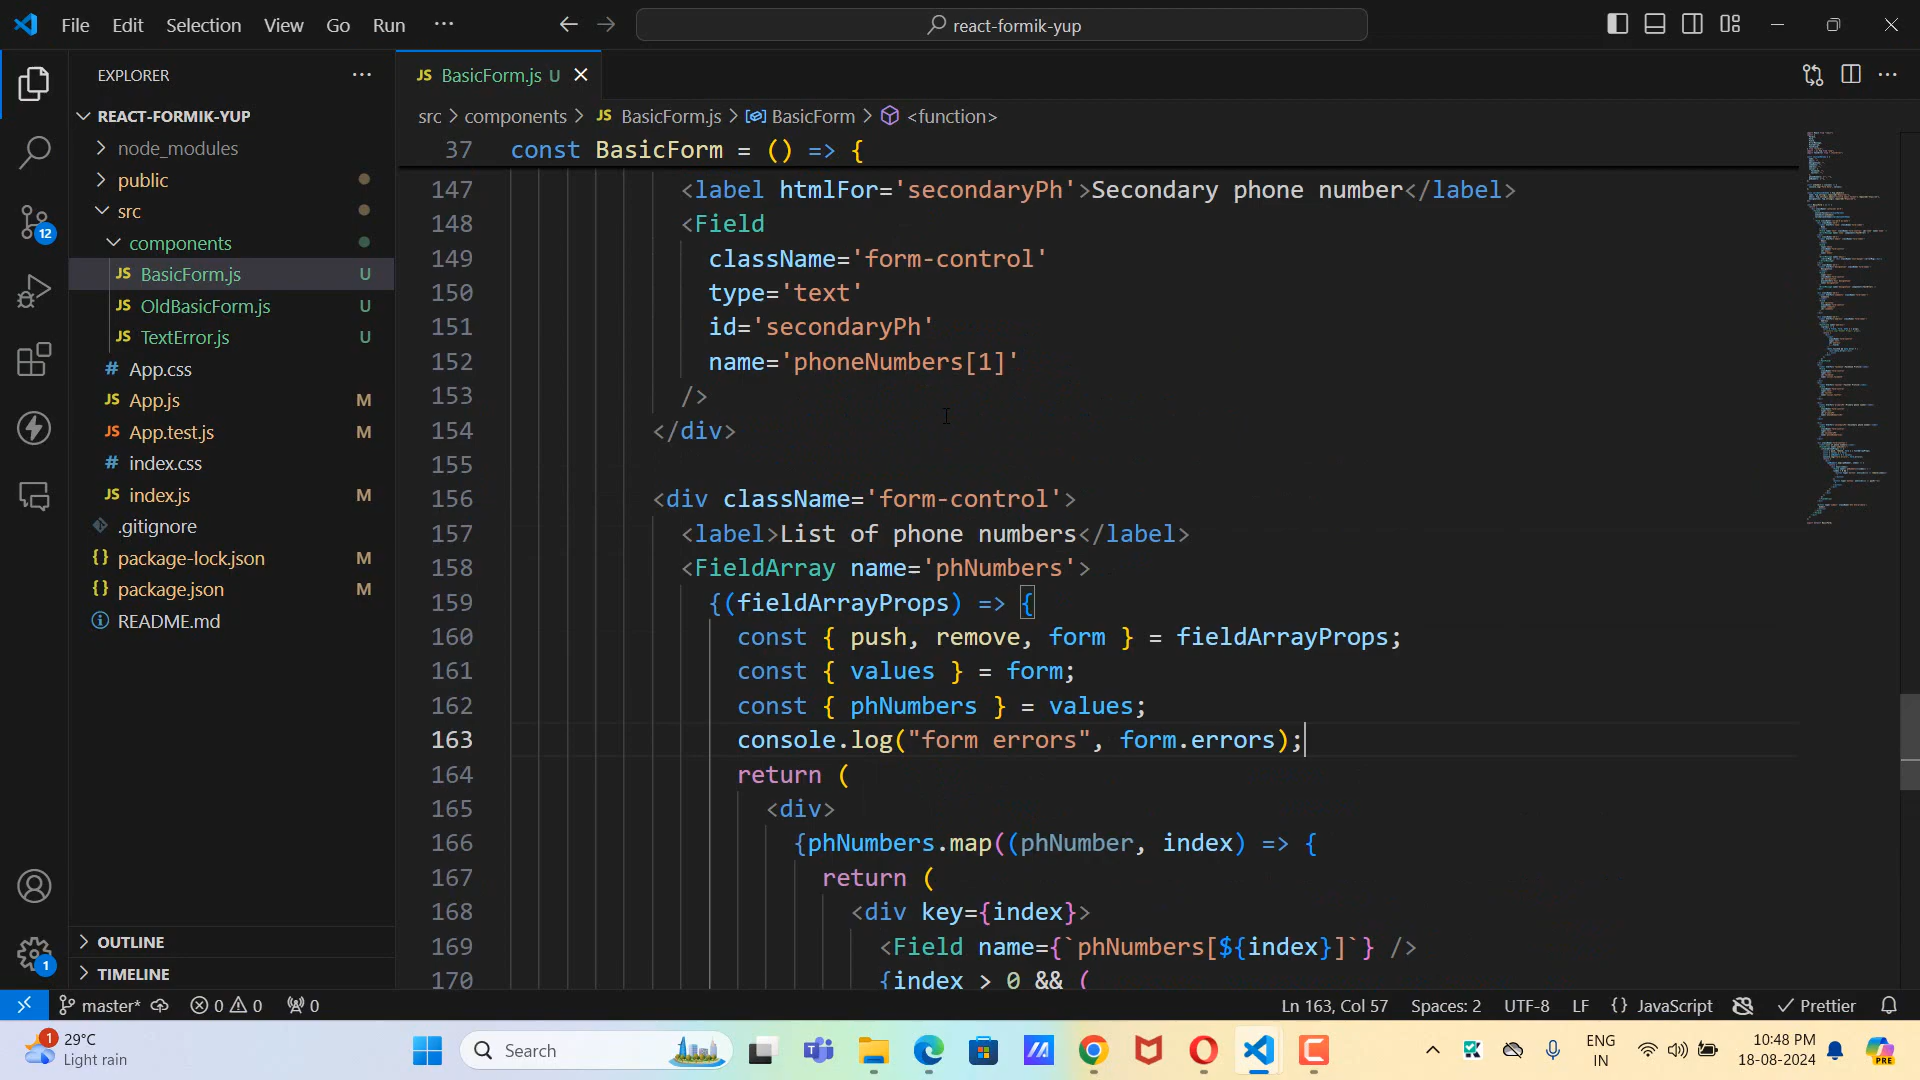 File Edit Selection View Go Run ···
react-formik-yup
EXPLORER ···
REACT-FORMIK-YUP
node_modules
public
src
components
JS BasicForm.js U
JS OldBasicForm.js U
JS TextError.js U
# App.css
JS App.js M
JS App.test.js M
# index.css
JS index.js M
.gitignore
{} package-lock.json M
{} package.json M
README.md
OUTLINE
TIMELINE
12
1
JS BasicForm.js U
src > components > JS BasicForm.js > BasicForm > <function>
37 const BasicForm = () => {
147 <label htmlFor='secondaryPh'>Secondary phone number</label>
148 <Field
149 className='form-control'
150 type='text'
151 id='secondaryPh'
152 name='phoneNumbers[1]'
153 />
154 </div>
155
156 <div className='form-control'>
157 <label>List of phone numbers</label>
158 <FieldArray name='phNumbers'>
159 {(fieldArrayProps) => {
160 const { push, remove, form } = fieldArrayProps;
161 const { values } = form;
162 const { phNumbers } = values;
163 console.log("form errors", form.errors);
164 return (
165 <div>
166 {phNumbers.map((phNumber, index) => {
167 return (
168 <div key={index}>
169 <Field name={`phNumbers[${index}]`} />
170 {index > 0 && (
master* 0 0 0 Ln 163, Col 57 Spaces: 2 UTF-8 LF {} JavaScript Prettier
1 29°C
Light rain
Search
ENG
IN
10:48 PM
18-08-2024
PRE